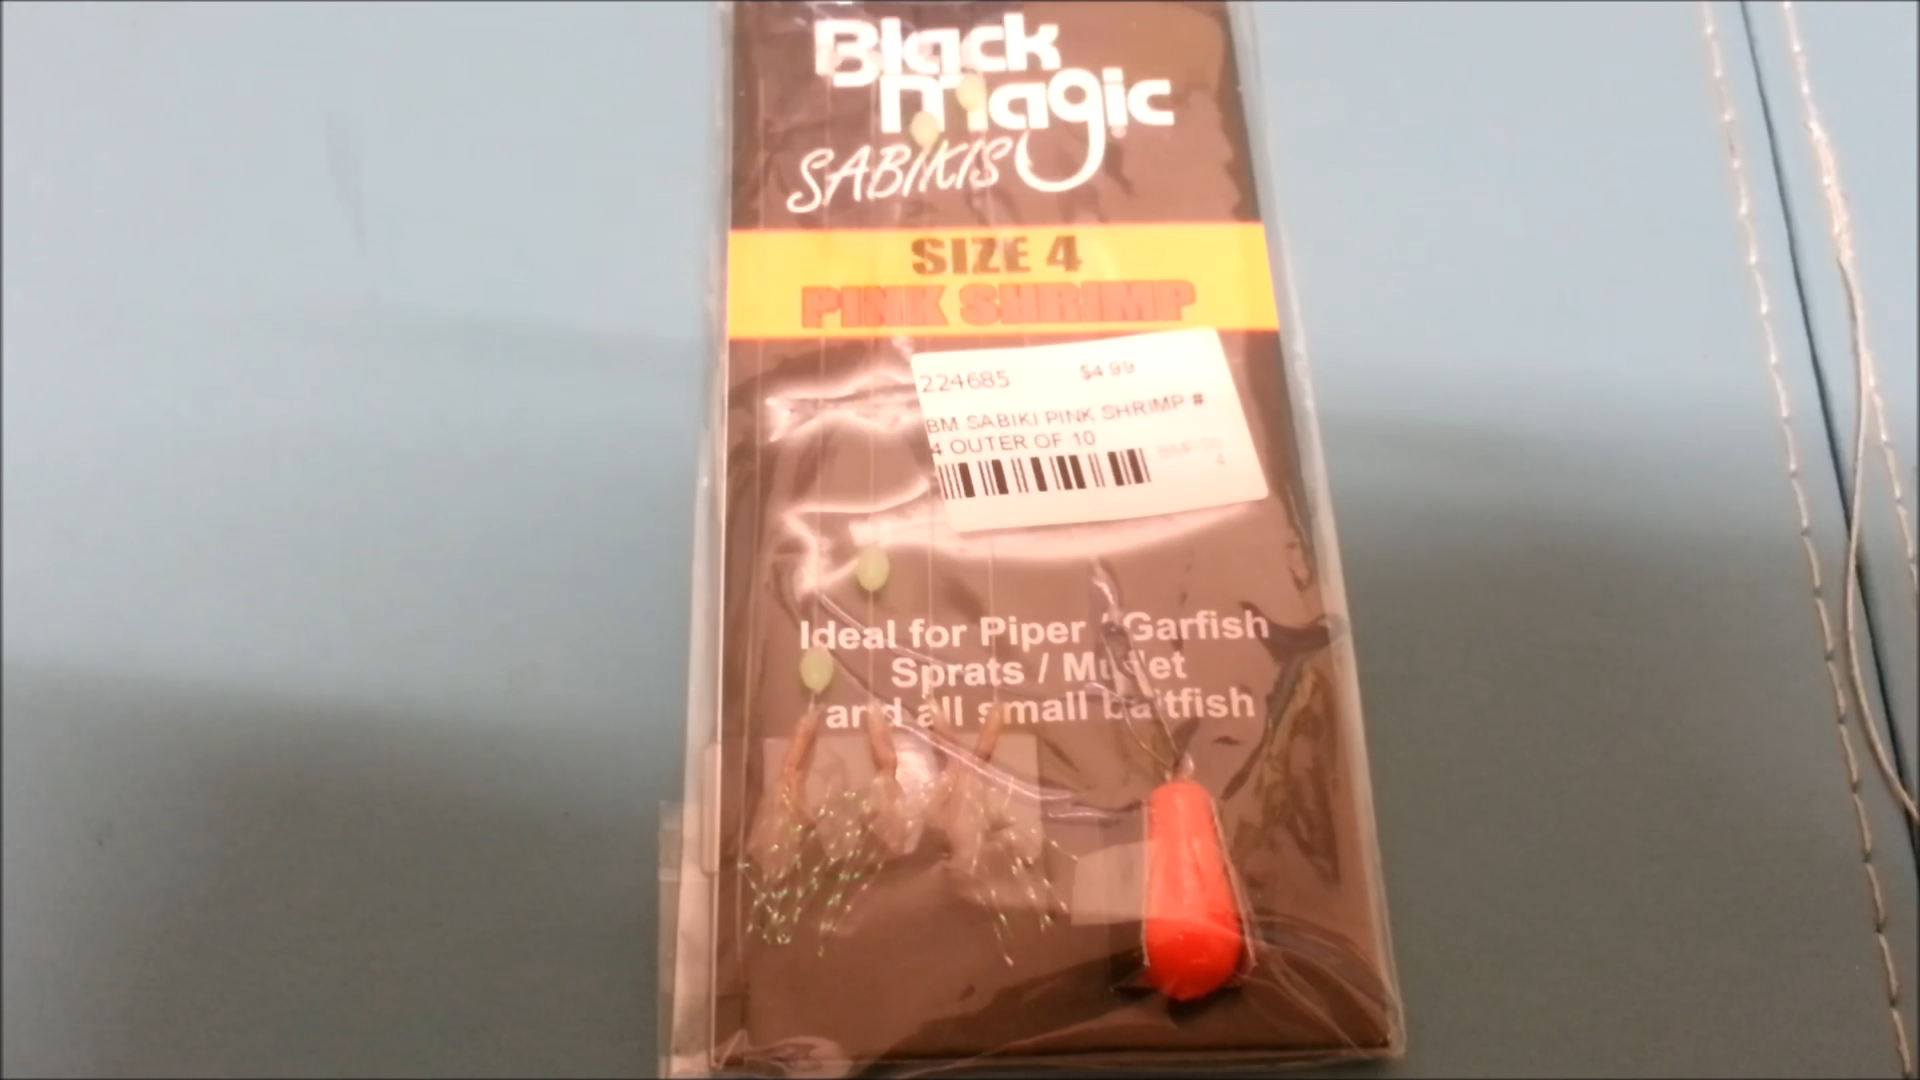 Black
magic
SABIKIS
SIZE 4
PINK SHRIMP
224685 $4.99
BM SABIKI PINK SHRIMP #
4 OUTER OF 10
4
Ideal for Piper / Garfish
Sprats / Mullet
and all small baitfish